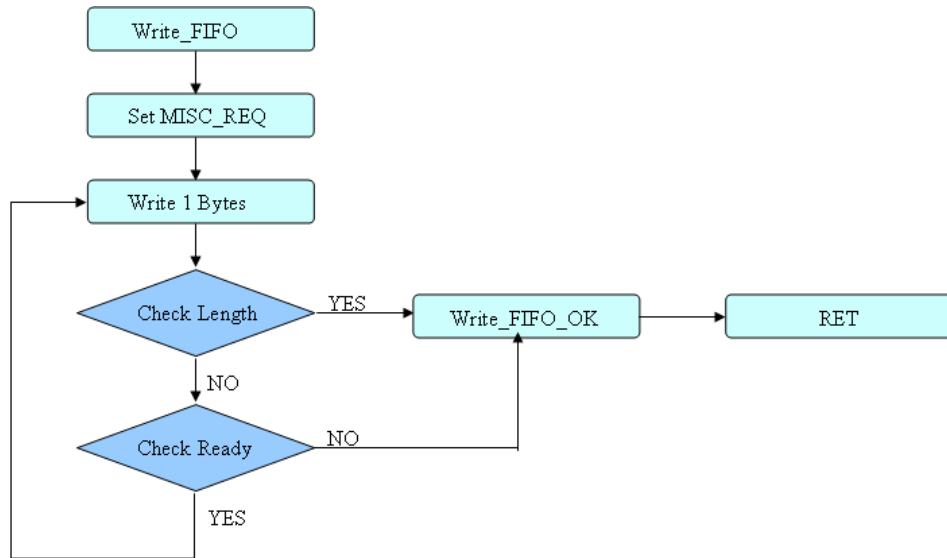 Write_FIFO
Set MISC_REQ
Write 1 Bytes
Check Length
YES
Write_FIFO_OK
RET
NO
Check Ready
NO
YES